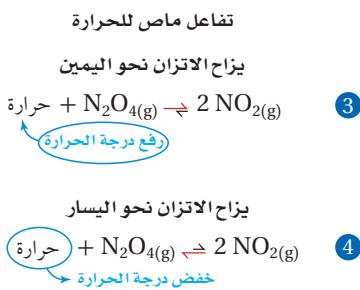 تفاعل ماص للحرارة
يزاح الاتزان نحو اليمين
3 حرارة + N₂O₄(g) ⇌ 2 NO₂(g)
رفع درجة الحرارة
يزاح الاتزان نحو اليسار
4 حرارة + N₂O₄(g) ⇌ 2 NO₂(g)
خفض درجة الحرارة